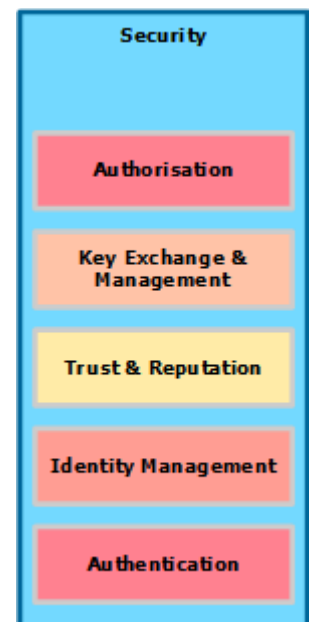 Security
Authorisation
Key Exchange &
Management
Trust & Reputation
Identity Management
Authentication